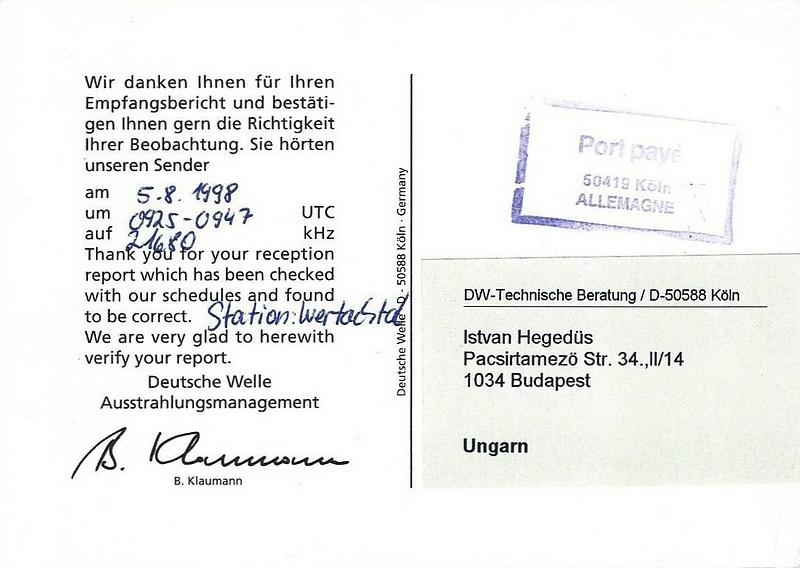 Wir danken Ihnen für Ihren
Empfangsbericht und bestäti-
gen Ihnen gern die Richtigkeit
Ihrer Beobachtung. Sie hörten
unseren Sender
am 5.8.1998
um 0925-0947 UTC
auf 21680 kHz
Thank you for your reception
report which has been checked
with our schedules and found
to be correct. Station: Wertachtal
We are very glad to herewith
verify your report.
Deutsche Welle
Ausstrahlungsmanagement
B. Klaumann
B. Klaumann
Deutsche Welle · D - 50588 Köln · Germany
Port payé
50419 Köln
ALLEMAGNE
DW-Technische Beratung / D-50588 Köln
Istvan Hegedüs
Pacsirtamezö Str. 34.,II/14
1034 Budapest
Ungarn